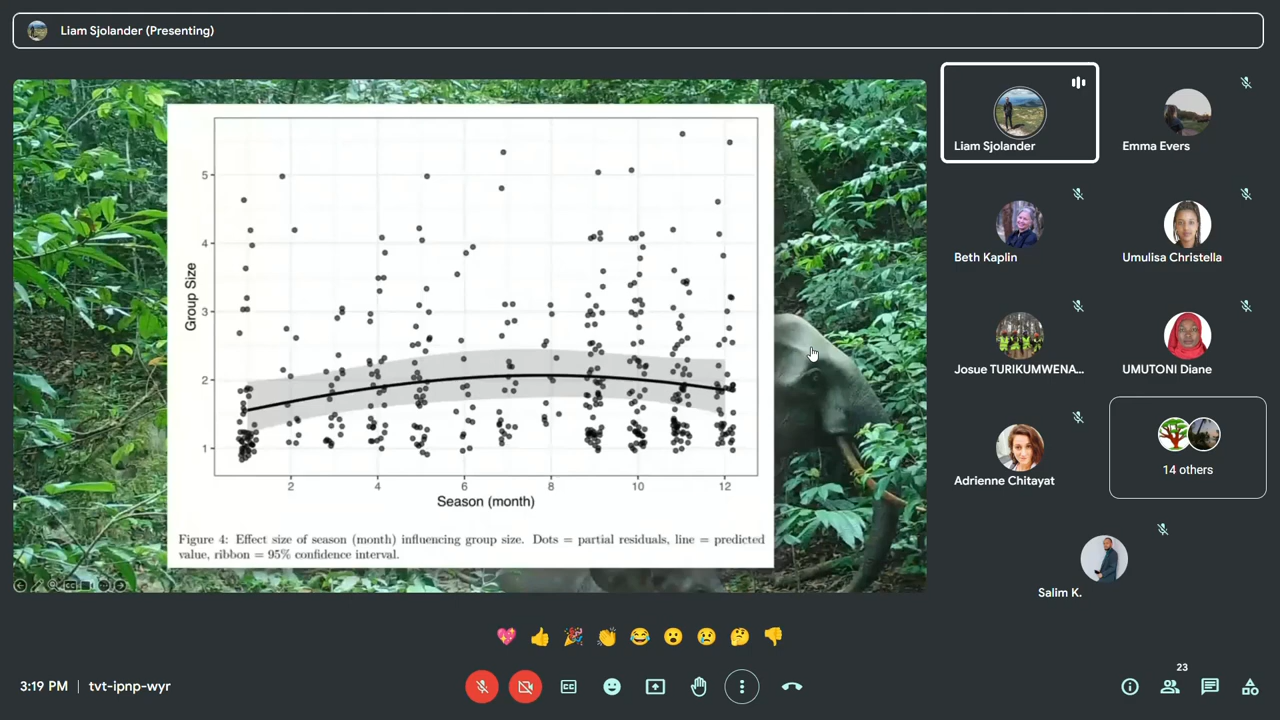 Liam Sjolander (Presenting)
5
4
3
2
1
Group Size
2
4
6
8
10
12
Season (month)
Figure 4: Effect size of season (month) influencing group size. Dots = partial residuals, line = predicted
value, ribbon = 95% confidence interval.
Liam Sjolander
Emma Evers
Beth Kaplin
Umulisa Christella
Josue TURIKUMWENA...
UMUTONI Diane
Adrienne Chitayat
14 others
Salim K.
3:19 PM | tvt-ipnp-wyr
23